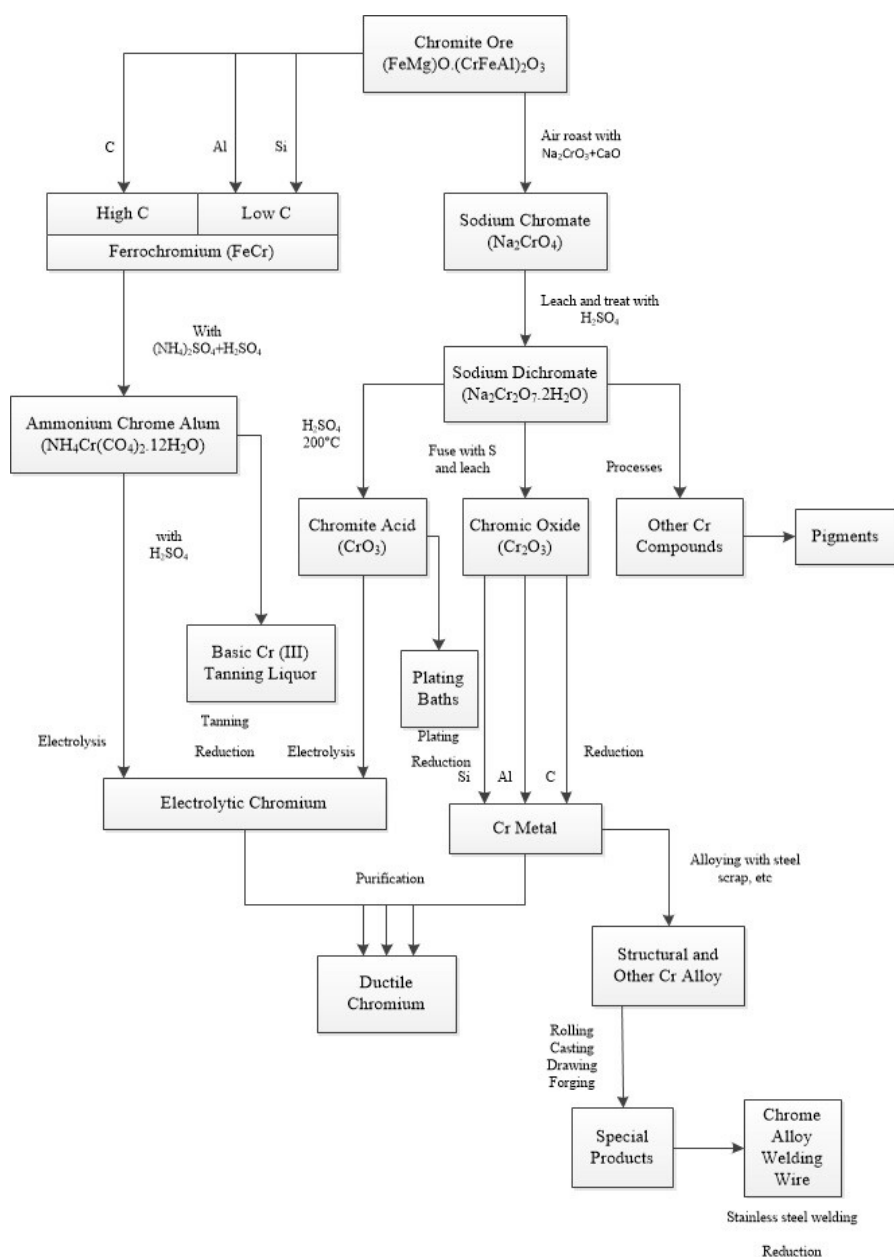 Chromite Ore
(FeMg)O.(CrFeAl)₂O₃
C
Al
Si
Air roast with
Na₂CrO₃+CaO
High C
Low C
Ferrochromium (FeCr)
Sodium Chromate
(Na₂CrO₄)
With
(NH₄)₂SO₄+H₂SO₄
Leach and treat with
H₂SO₄
Sodium Dichromate
(Na₂Cr₂O₇.2H₂O)
Ammonium Chrome Alum
(NH₄Cr(CO₄)₂.12H₂O)
H₂SO₄
200°C
Fuse with S
and leach
Processes
with
H₂SO₄
Chromite Acid
(CrO₃)
Chromic Oxide
(Cr₂O₃)
Other Cr
Compounds
Pigments
Basic Cr (III)
Tanning Liquor
Plating
Baths
Tanning
Reduction
Electrolysis
Electrolysis
Plating
Reduction
Reduction
Si
Al
C
Electrolytic Chromium
Cr Metal
Purification
Alloying with steel
scrap, etc
Ductile
Chromium
Structural and
Other Cr Alloy
Rolling
Casting
Drawing
Forging
Special
Products
Chrome
Alloy
Welding
Wire
Stainless steel welding
Reduction